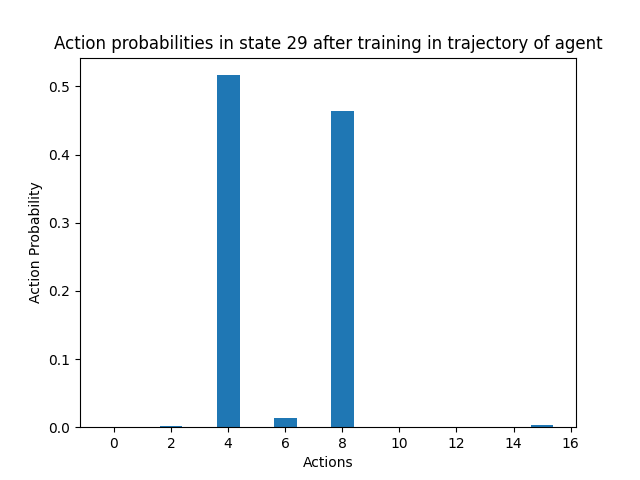 Action probabilities in state 29 after training in trajectory of agent
0.5
0.4
0.3
0.2
0.1
0.0
Action Probability
0 2 4 6 8 10 12 14 16
Actions